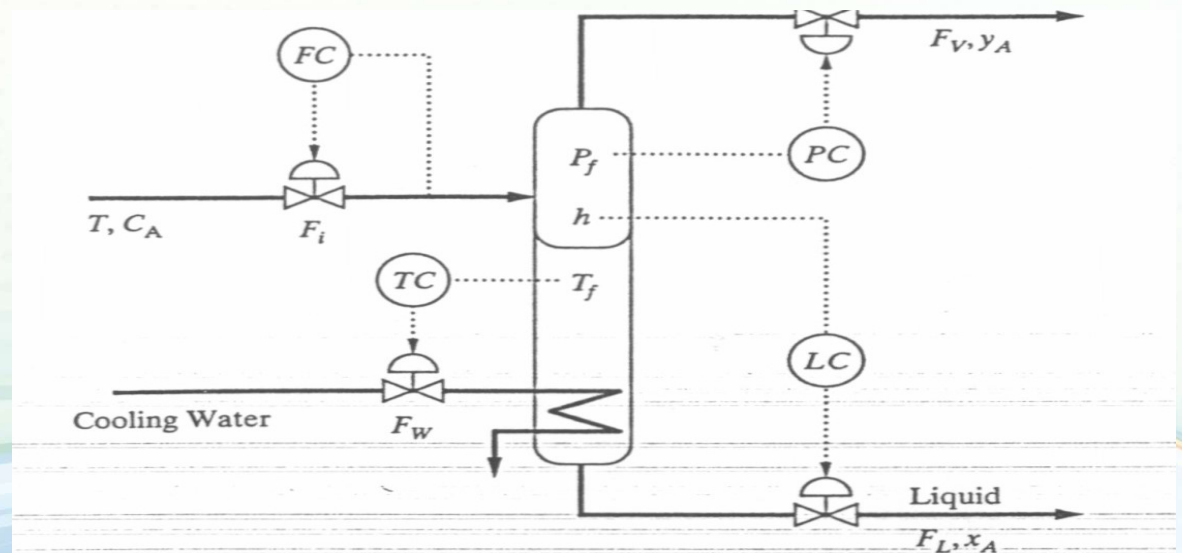 FC
F_V, y_A
P_f
PC
T, C_A
F_i
h
TC
T_f
LC
Cooling Water
F_W
Liquid
F_L, x_A